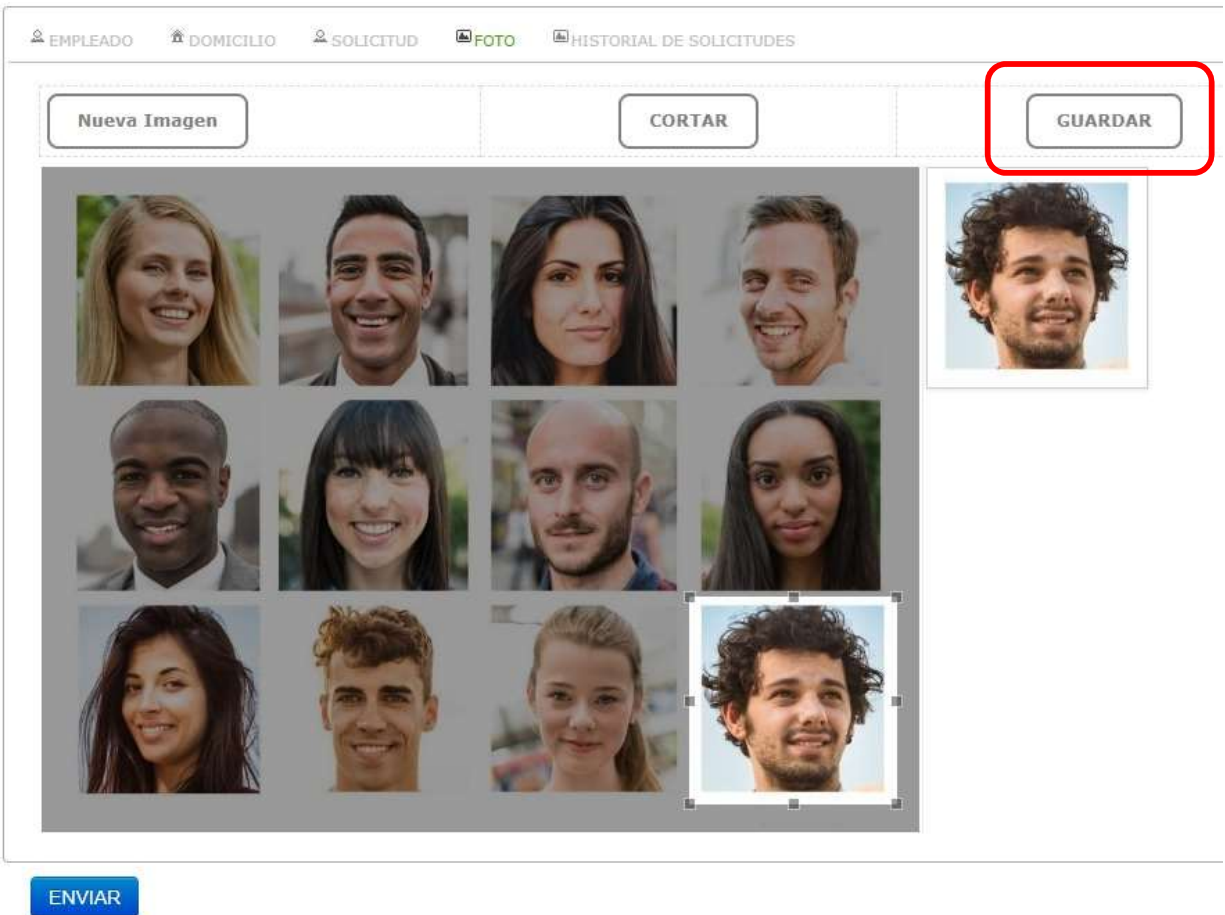 EMPLEADO DOMICILIO SOLICITUD FOTO HISTORIAL DE SOLICITUDES
Nueva Imagen CORTAR GUARDAR
ENVIAR